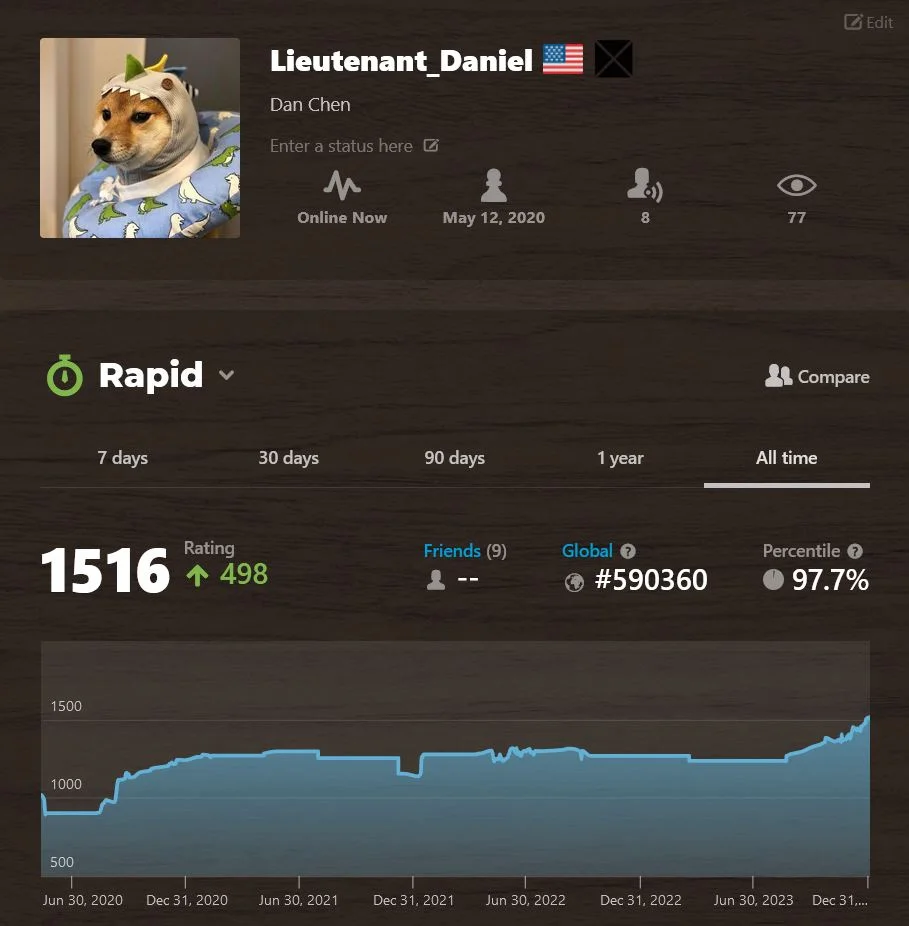 Edit
Lieutenant_Daniel
Dan Chen
Enter a status here
Online Now
May 12, 2020
8
77
Rapid
Compare
7 days 30 days 90 days 1 year All time
1516
Rating
498
Friends (9)
--
Global ?
#590360
Percentile ?
97.7%
1500
1000
500
Jun 30, 2020 Dec 31, 2020 Jun 30, 2021 Dec 31, 2021 Jun 30, 2022 Dec 31, 2022 Jun 30, 2023 Dec 31,...